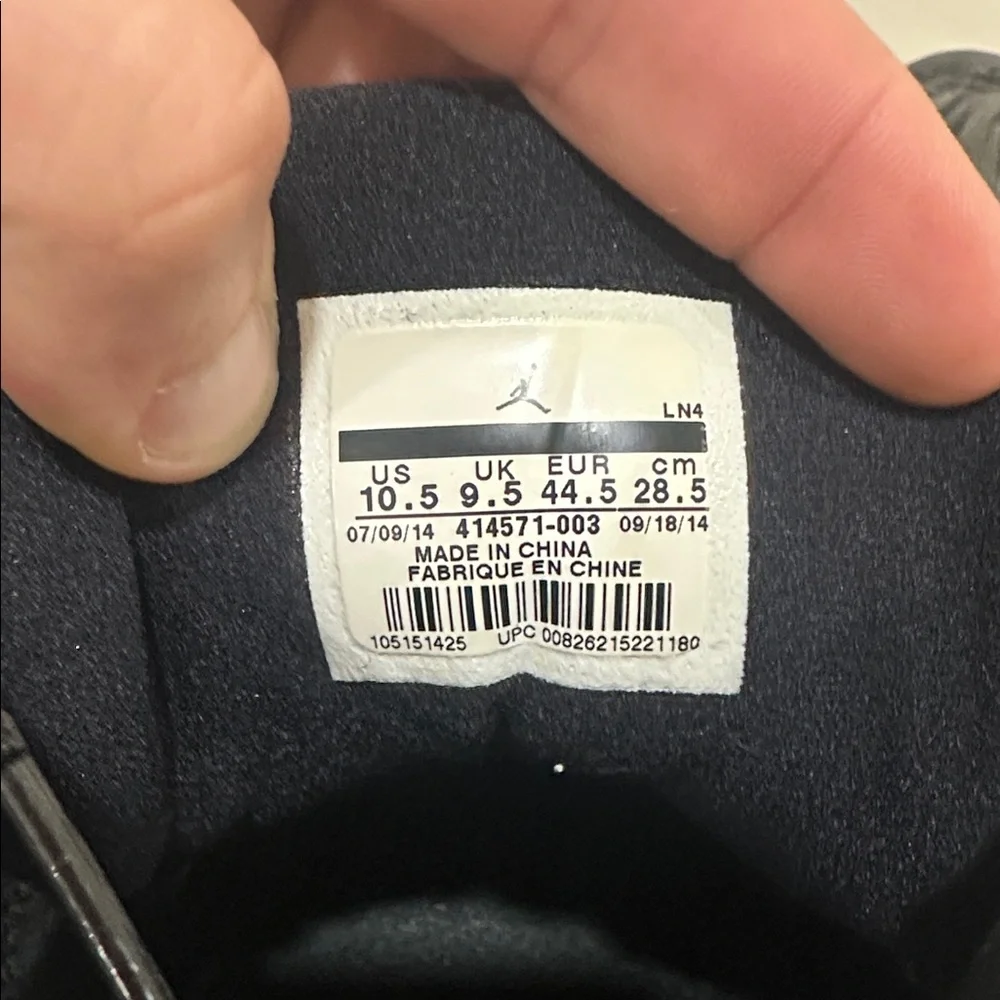 LN4
US UK EUR cm
10.5 9.5 44.5 28.5
07/09/14 414571-003 09/18/14
MADE IN CHINA
FABRIQUE EN CHINE
105151425 UPC 00826215221180